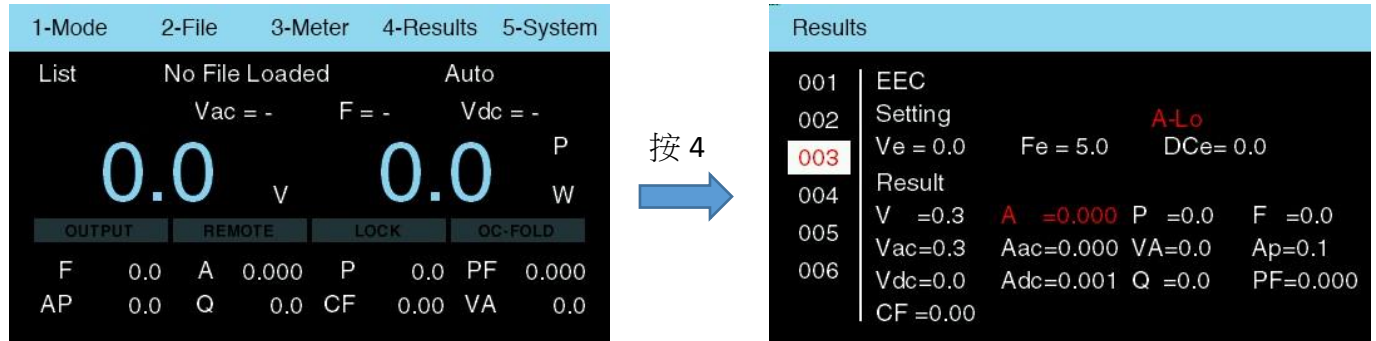 1-Mode 2-File 3-Meter 4-Results 5-System
List No File Loaded Auto
Vac = - F = - Vdc = -
0.0 V 0.0 P W
OUTPUT REMOTE LOCK OC-FOLD
F 0.0 A 0.000 P 0.0 PF 0.000
AP 0.0 Q 0.0 CF 0.00 VA 0.0
按 4
Results
001 EEC
002 Setting A-Lo
003 Ve = 0.0 Fe = 5.0 DCe= 0.0
004 Result
005 V =0.3 A =0.000 P =0.0 F =0.0
006 Vac=0.3 Aac=0.000 VA=0.0 Ap=0.1
Vdc=0.0 Adc=0.001 Q =0.0 PF=0.000
CF =0.00